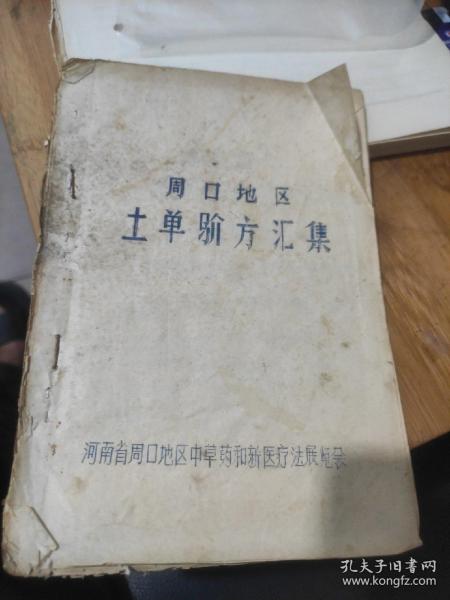 周口地区
土单验方汇集
河南省周口地区中草药和新医疗法展览会
孔夫子旧书网
www.kongfz.com